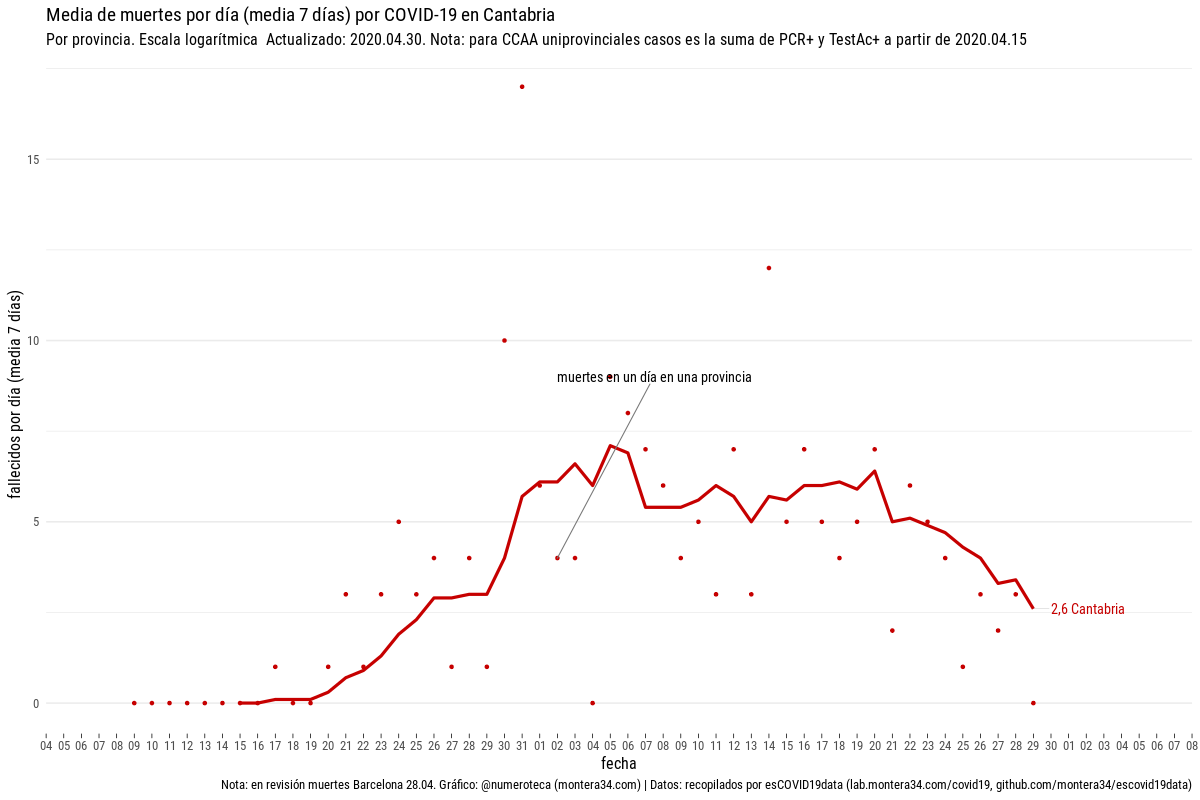 Media de muertes por día (media 7 días) por COVID-19 en Cantabria
Por provincia. Escala logarítmica  Actualizado: 2020.04.30. Nota: para CCAA uniprovinciales casos es la suma de PCR+ y TestAc+ a partir de 2020.04.15
fallecidos por día (media 7 días)
15
10
5
0
muertes en un día en una provincia
2,6 Cantabria
04 05 06 07 08 09 10 11 12 13 14 15 16 17 18 19 20 21 22 23 24 25 26 27 28 29 30 31 01 02 03 04 05 06 07 08 09 10 11 12 13 14 15 16 17 18 19 20 21 22 23 24 25 26 27 28 29 30 01 02 03 04 05 06 07 08
fecha
Nota: en revisión muertes Barcelona 28.04. Gráfico: @numeroteca (montera34.com) | Datos: recopilados por esCOVID19data (lab.montera34.com/covid19, github.com/montera34/escovid19data)